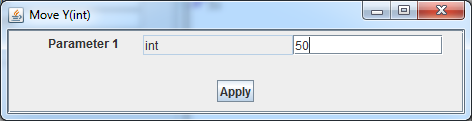 Move Y(int)
Parameter 1 int 50
Apply